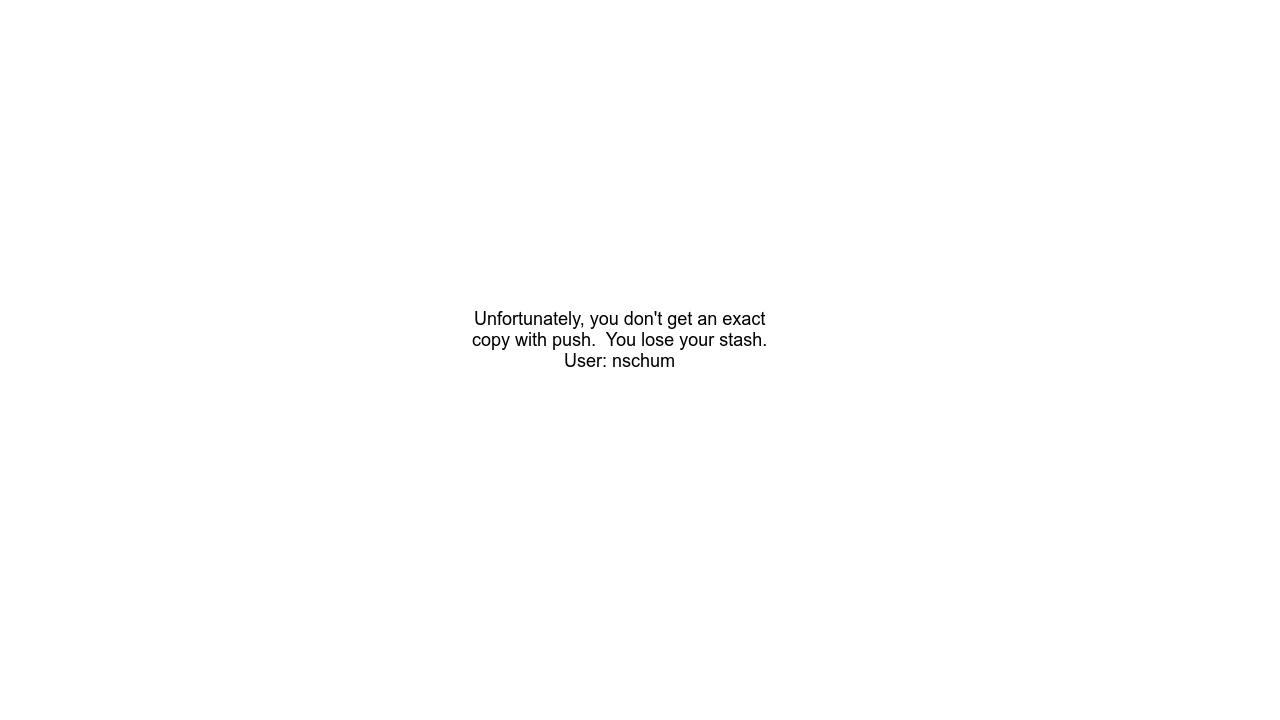 Unfortunately, you don't get an exact
copy with push.  You lose your stash.
User: nschum